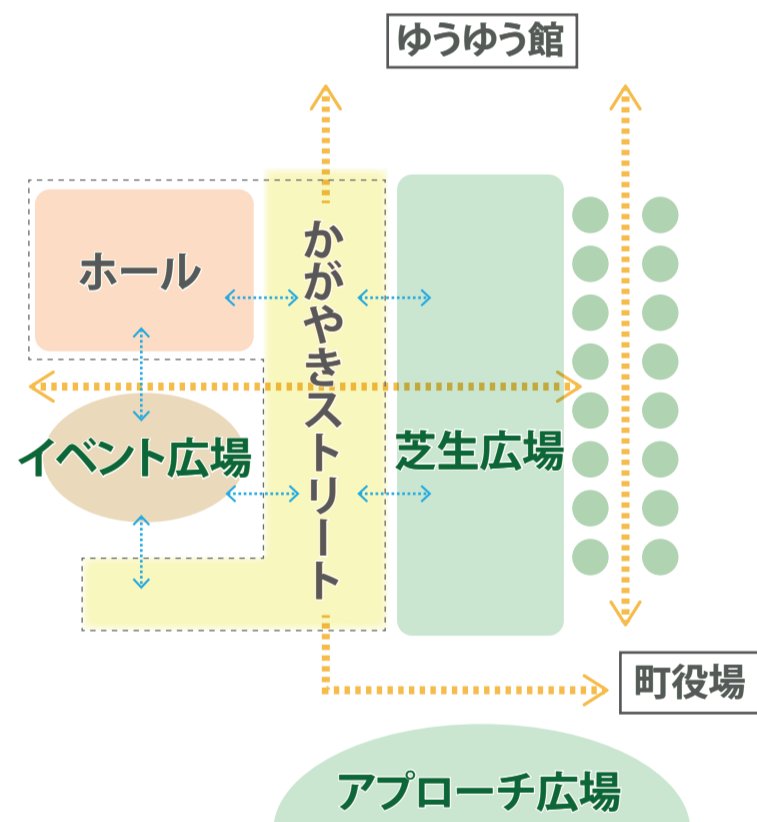 ゆうゆう館
ホール
かがやきストリート
イベント広場
芝生広場
町役場
アプローチ広場